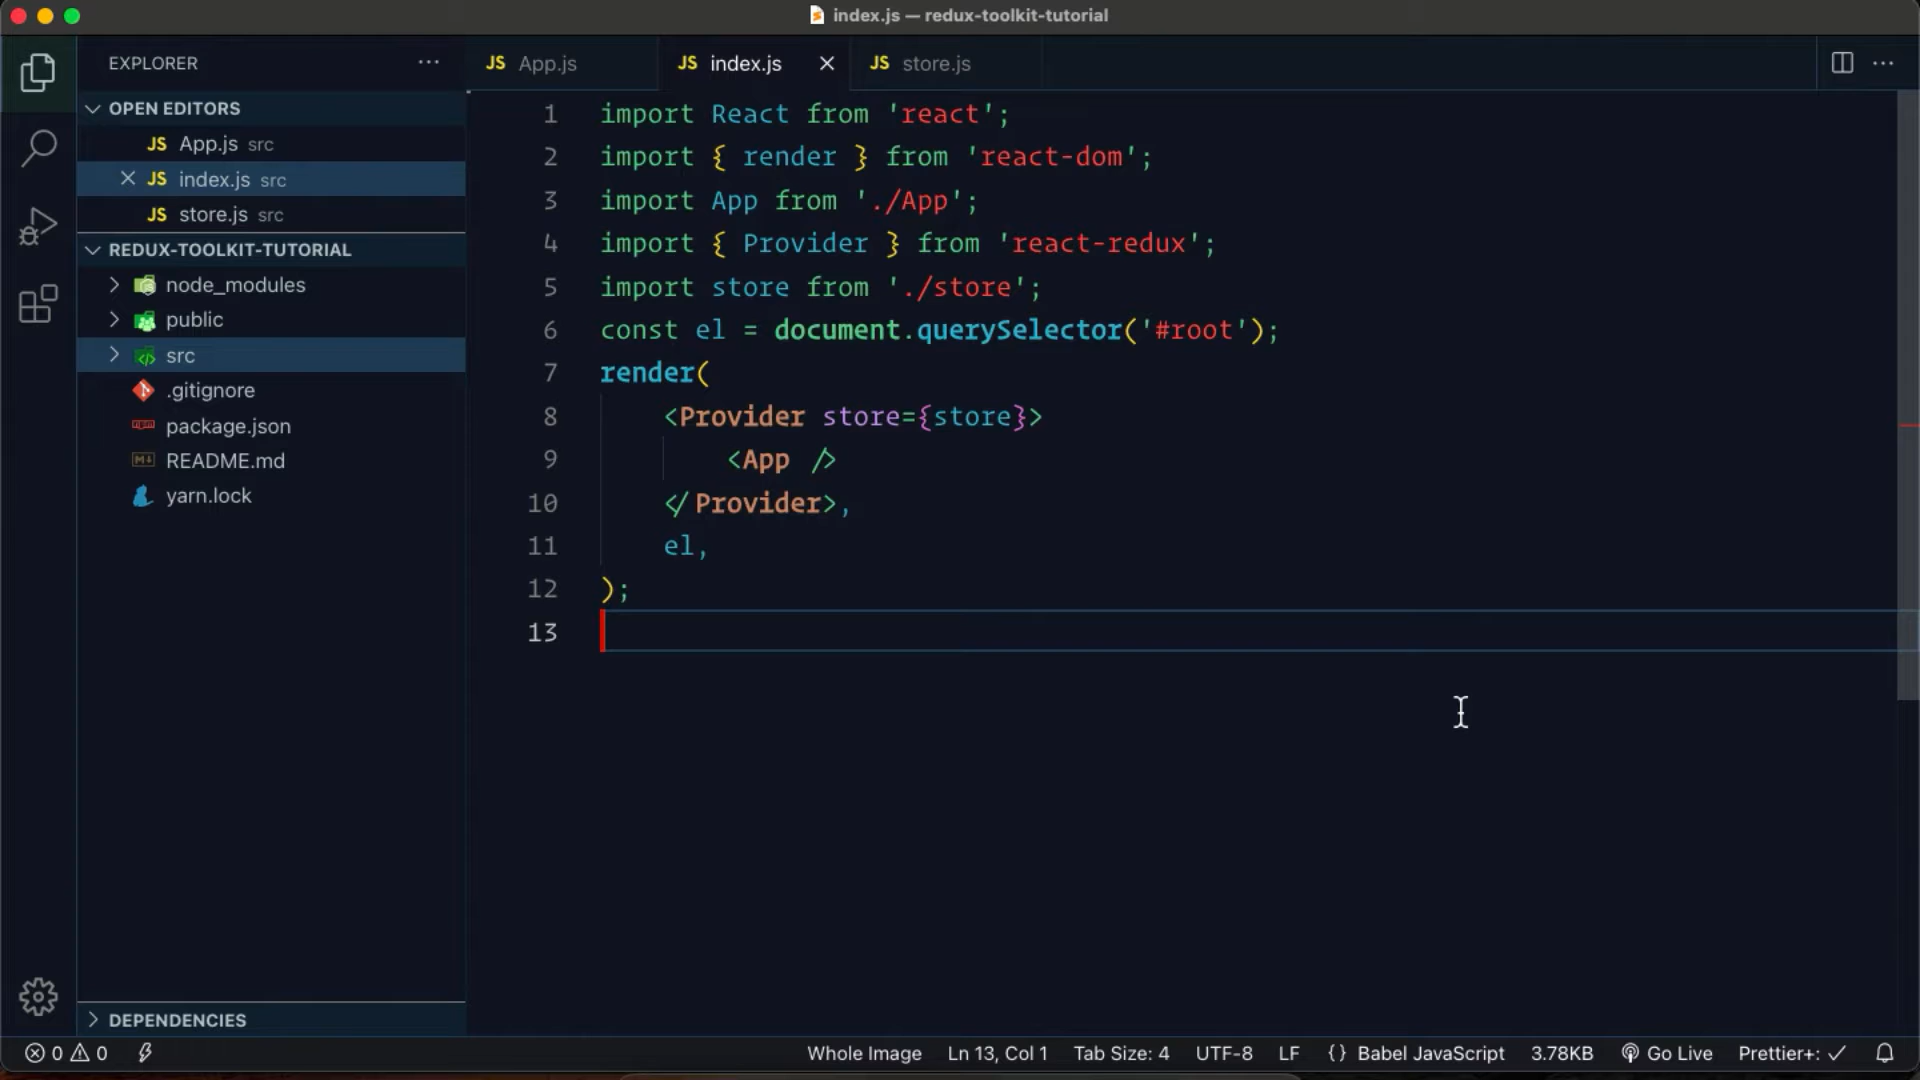 index.js — redux-toolkit-tutorial
EXPLORER
JS App.js
JS index.js
JS store.js
OPEN EDITORS
JS App.js src
JS index.js src
JS store.js src
REDUX-TOOLKIT-TUTORIAL
node_modules
public
src
.gitignore
package.json
README.md
yarn.lock
DEPENDENCIES
1 import React from 'react';
2 import { render } from 'react-dom';
3 import App from './App';
4 import { Provider } from 'react-redux';
5 import store from './store';
6 const el = document.querySelector('#root');
7 render(
8 <Provider store={store}>
9 <App />
10 </Provider>,
11 el,
12 );
13
0 0
Whole Image
Ln 13, Col 1
Tab Size: 4
UTF-8
LF
{} Babel JavaScript
3.78KB
Go Live
Prettier+: ✓